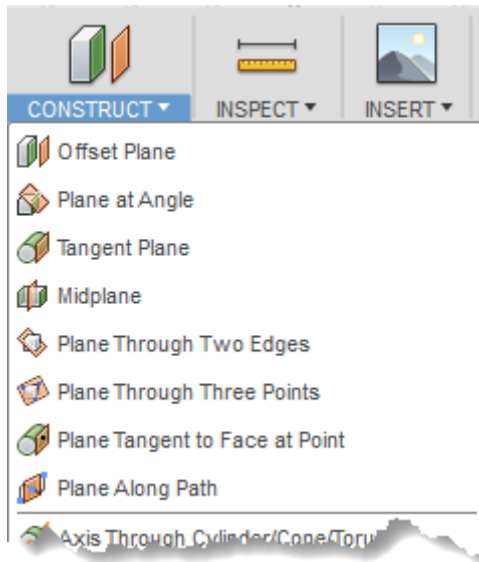 CONSTRUCT INSPECT INSERT
Offset Plane
Plane at Angle
Tangent Plane
Midplane
Plane Through Two Edges
Plane Through Three Points
Plane Tangent to Face at Point
Plane Along Path
Axis Through Cylinder/Cone/Toru